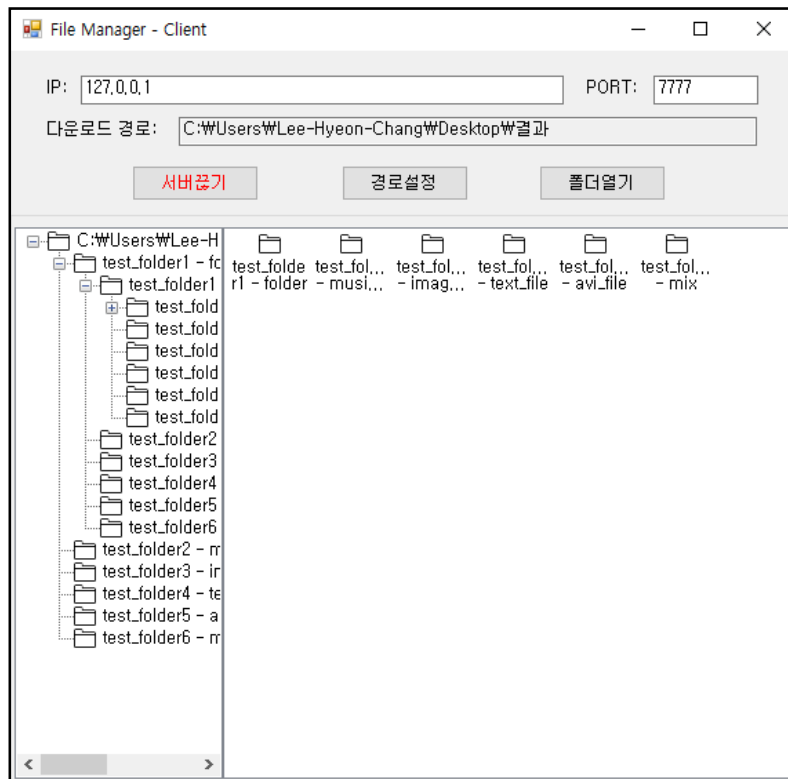 File Manager - Client
IP: 127.0.0.1 PORT: 7777
다운로드 경로: C:₩Users₩Lee-Hyeon-Chang₩Desktop₩결과
서버끊기 경로설정 폴더열기
C:₩Users₩Lee-H
test_folder1 - fo
test_folder1
test_fold
test_fold
test_fold
test_fold
test_fold
test_fold
test_folder2
test_folder3
test_folder4
test_folder5
test_folder6
test_folder2 - m
test_folder3 - im
test_folder4 - te
test_folder5 - a
test_folder6 - m
test_folde test_fol... test_fol... test_fol... test_fol... test_fol...
r1 - folder - musi... - imag... - text_file - avi_file - mix